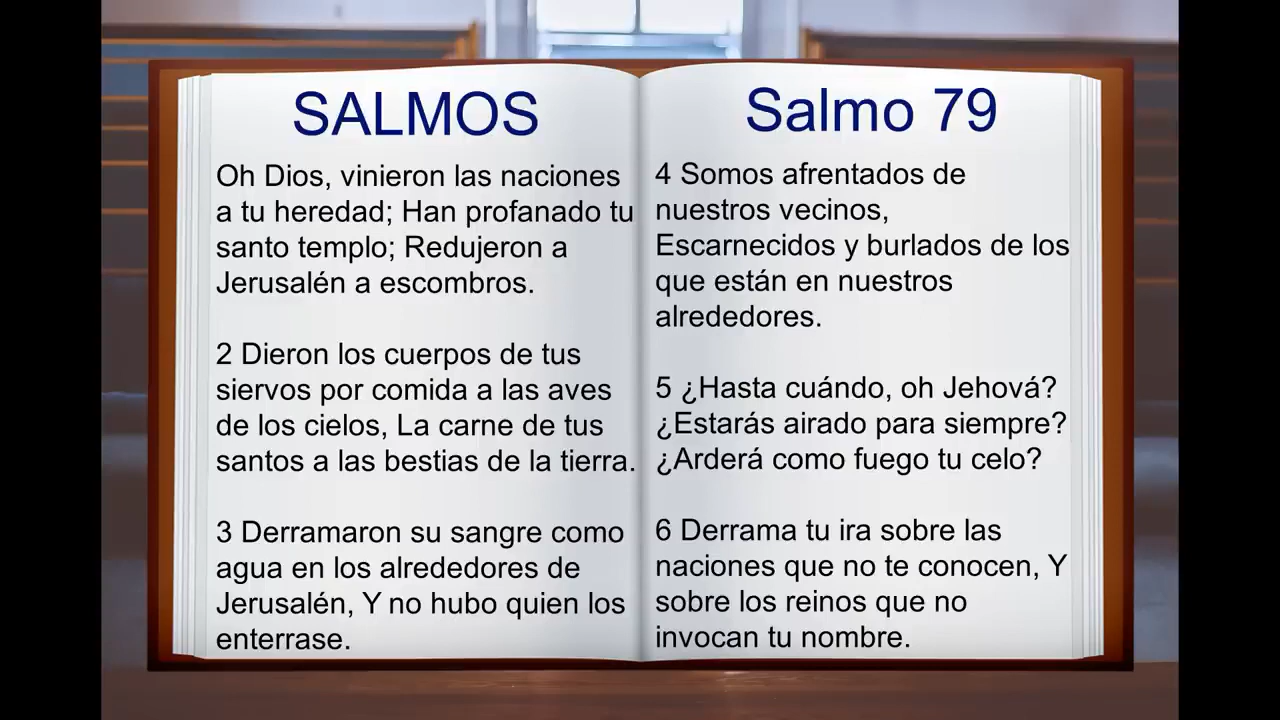 SALMOS
Oh Dios, vinieron las naciones
a tu heredad; Han profanado tu
santo templo; Redujeron a
Jerusalén a escombros.
2 Dieron los cuerpos de tus
siervos por comida a las aves
de los cielos, La carne de tus
santos a las bestias de la tierra.
3 Derramaron su sangre como
agua en los alrededores de
Jerusalén, Y no hubo quien los
enterrase.
Salmo 79
4 Somos afrentados de
nuestros vecinos,
Escarnecidos y burlados de los
que están en nuestros
alrededores.
5 ¿Hasta cuándo, oh Jehová?
¿Estarás airado para siempre?
¿Arderá como fuego tu celo?
6 Derrama tu ira sobre las
naciones que no te conocen, Y
sobre los reinos que no
invocan tu nombre.